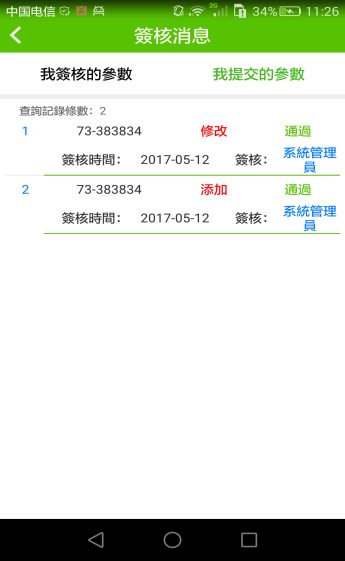 中国电信 2G 34% 11:26
簽核消息
我簽核的參數 我提交的參數
查詢記錄條數：2
1 73-383834 修改 通過
簽核時間： 2017-05-12 簽核： 系統管理員
2 73-383834 添加 通過
簽核時間： 2017-05-12 簽核： 系統管理員